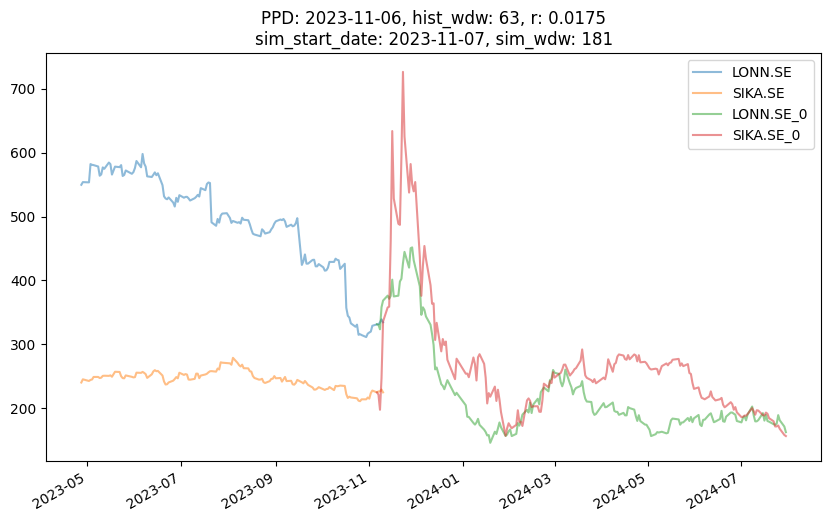 PPD: 2023-11-06, hist_wdw: 63, r: 0.0175
sim_start_date: 2023-11-07, sim_wdw: 181
LONN.SE
SIKA.SE
LONN.SE_0
SIKA.SE_0
700
600
500
400
300
200
2023-05
2023-07
2023-09
2023-11
2024-01
2024-03
2024-05
2024-07